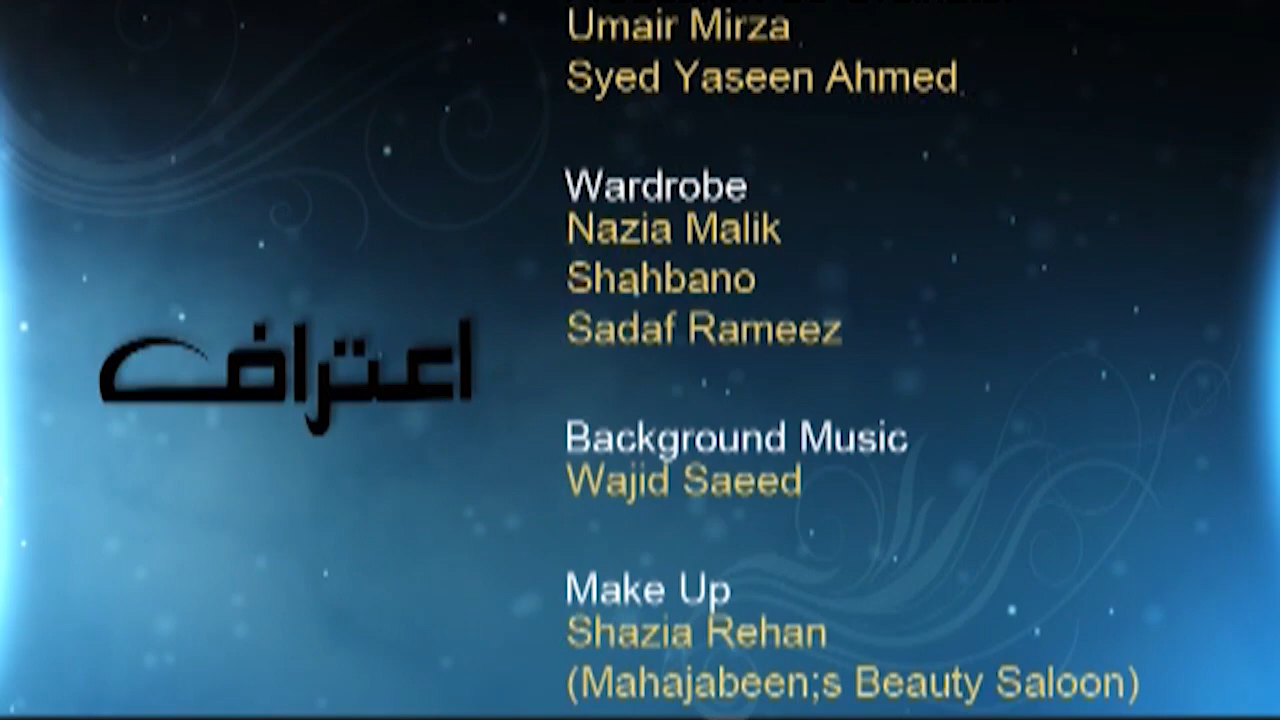 Umair Mirza
Syed Yaseen Ahmed
Wardrobe
Nazia Malik
Shahbano
Sadaf Rameez
اعتراف
Background Music
Wajid Saeed
Make Up
Shazia Rehan
(Mahajabeen;s Beauty Saloon)